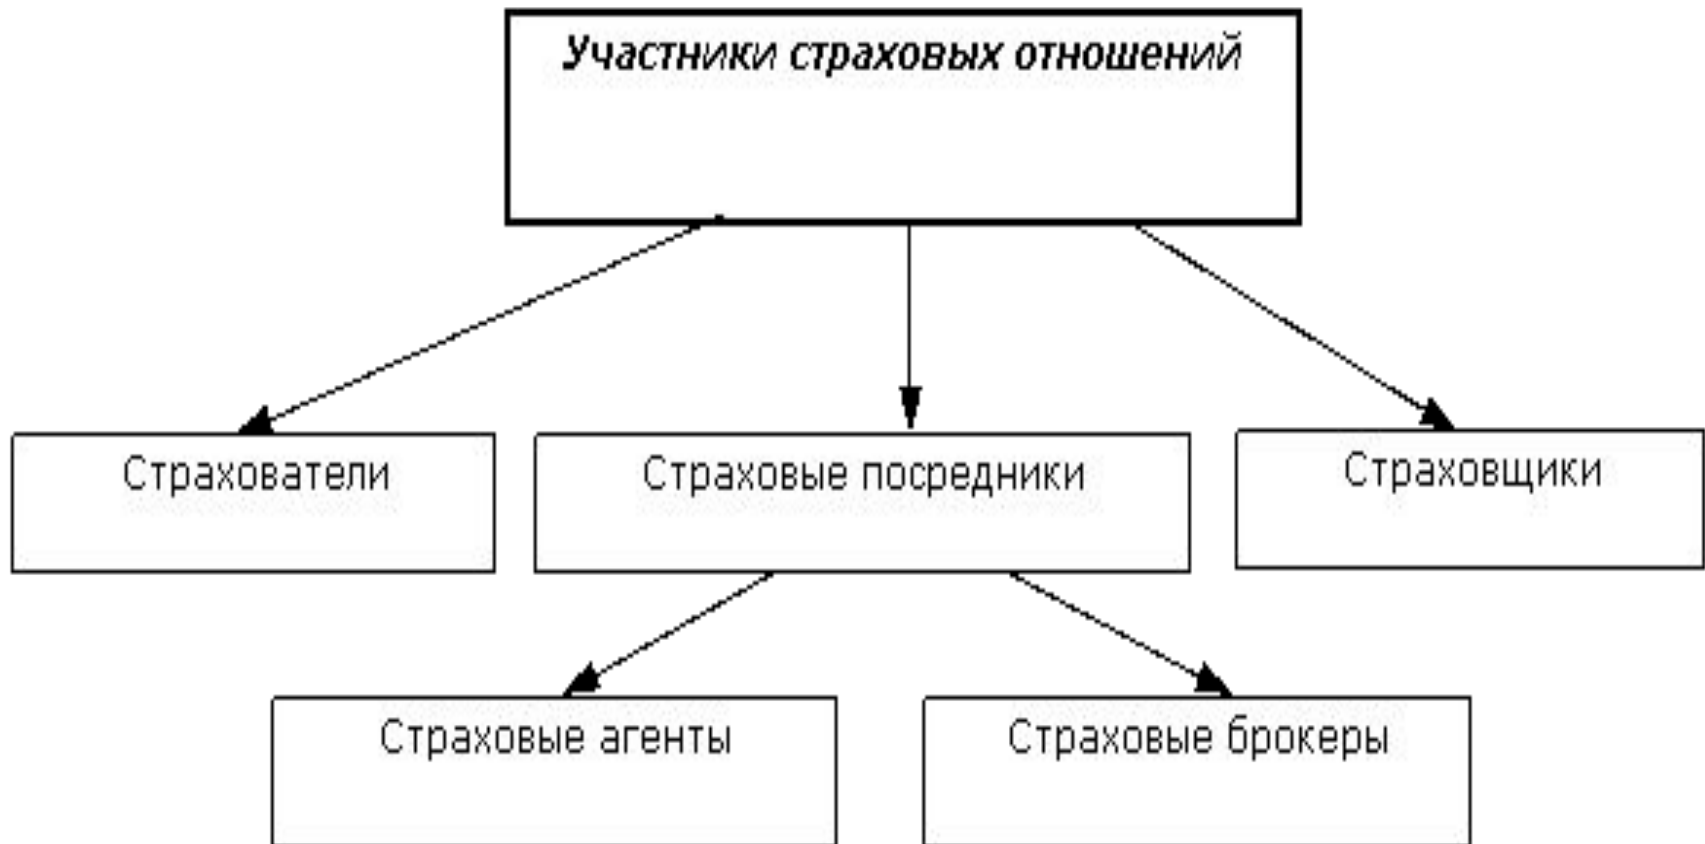 Участники страховых отношений
Страхователи
Страховые посредники
Страховщики
Страховые агенты
Страховые брокеры